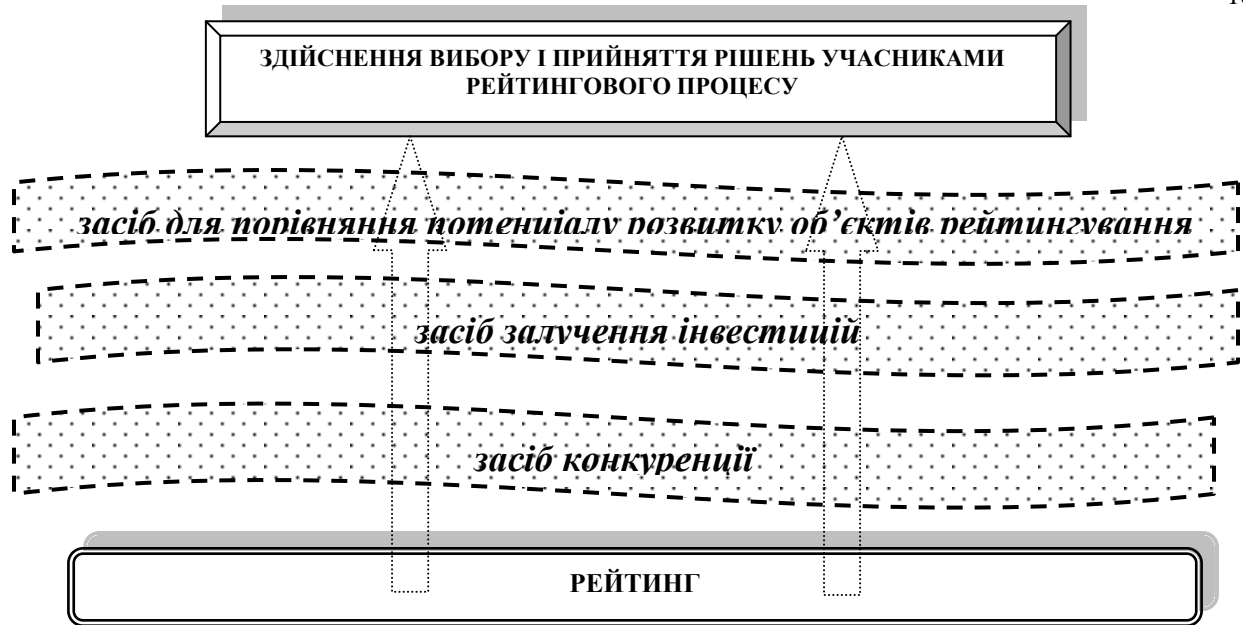 ЗДІЙСНЕННЯ ВИБОРУ І ПРИЙНЯТТЯ РІШЕНЬ УЧАСНИКАМИ
РЕЙТИНГОВОГО ПРОЦЕСУ
засіб для порівняння потенціалу розвитку об’єктів рейтингування
засіб залучення інвестицій
засіб конкуренції
РЕЙТИНГ